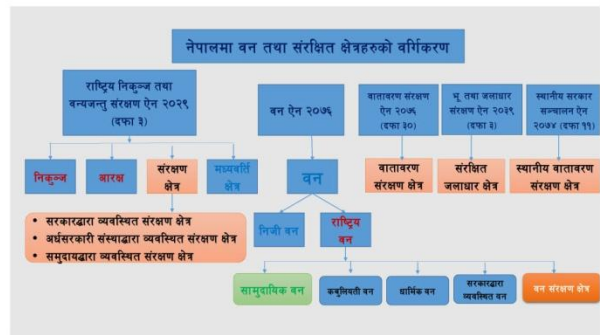 नेपालमा वन तथा संरक्षित क्षेत्रहरुको वर्गिकरण
राष्ट्रिय निकुञ्ज तथा
वन्यजन्तु संरक्षण ऐन २०२९
(दफा ३)
वन ऐन २०७६
वातावरण संरक्षण
ऐन २०७६
(दफा ३०)
भू तथा जलाधार
संरक्षण ऐन २०३९
(दफा ३)
स्थानीय सरकार
सञ्चालन ऐन
२०७४ (दफा ११)
निकुञ्ज
आरक्ष
संरक्षण
क्षेत्र
मध्यवर्ति
क्षेत्र
वन
वातावरण
संरक्षण क्षेत्र
संरक्षित
जलाधार क्षेत्र
स्थानीय वातावरण
संरक्षण क्षेत्र
• सरकारद्वारा व्यवस्थित संरक्षण क्षेत्र
• अर्धसरकारी संस्थाद्वारा व्यवस्थित संरक्षण क्षेत्र
• समुदायद्वारा व्यवस्थित संरक्षण क्षेत्र
निजी वन
राष्ट्रिय
वन
सामुदायिक वन
कबुलियती वन
धार्मिक वन
सरकारद्वारा
व्यवस्थित वन
वन संरक्षण क्षेत्र